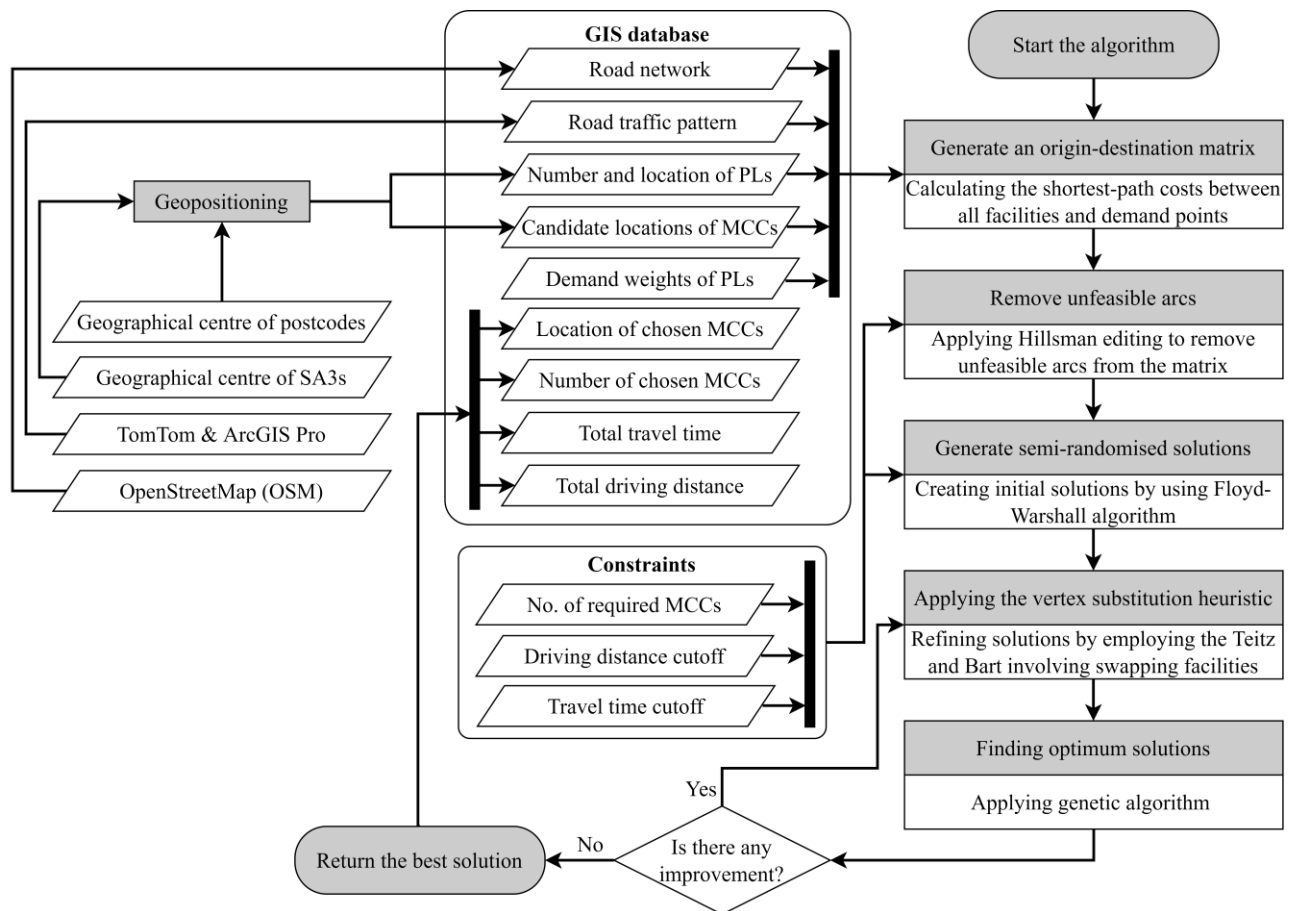 GIS database
Road network
Road traffic pattern
Number and location of PLs
Candidate locations of MCCs
Demand weights of PLs
Location of chosen MCCs
Number of chosen MCCs
Total travel time
Total driving distance
Geopositioning
Geographical centre of postcodes
Geographical centre of SA3s
TomTom & ArcGIS Pro
OpenStreetMap (OSM)
Constraints
No. of required MCCs
Driving distance cutoff
Travel time cutoff
Start the algorithm
Generate an origin-destination matrix
Calculating the shortest-path costs between
all facilities and demand points
Remove unfeasible arcs
Applying Hillsman editing to remove
unfeasible arcs from the matrix
Generate semi-randomised solutions
Creating initial solutions by using Floyd-
Warshall algorithm
Applying the vertex substitution heuristic
Refining solutions by employing the Teitz
and Bart involving swapping facilities
Finding optimum solutions
Applying genetic algorithm
Is there any
improvement?
Yes
No
Return the best solution